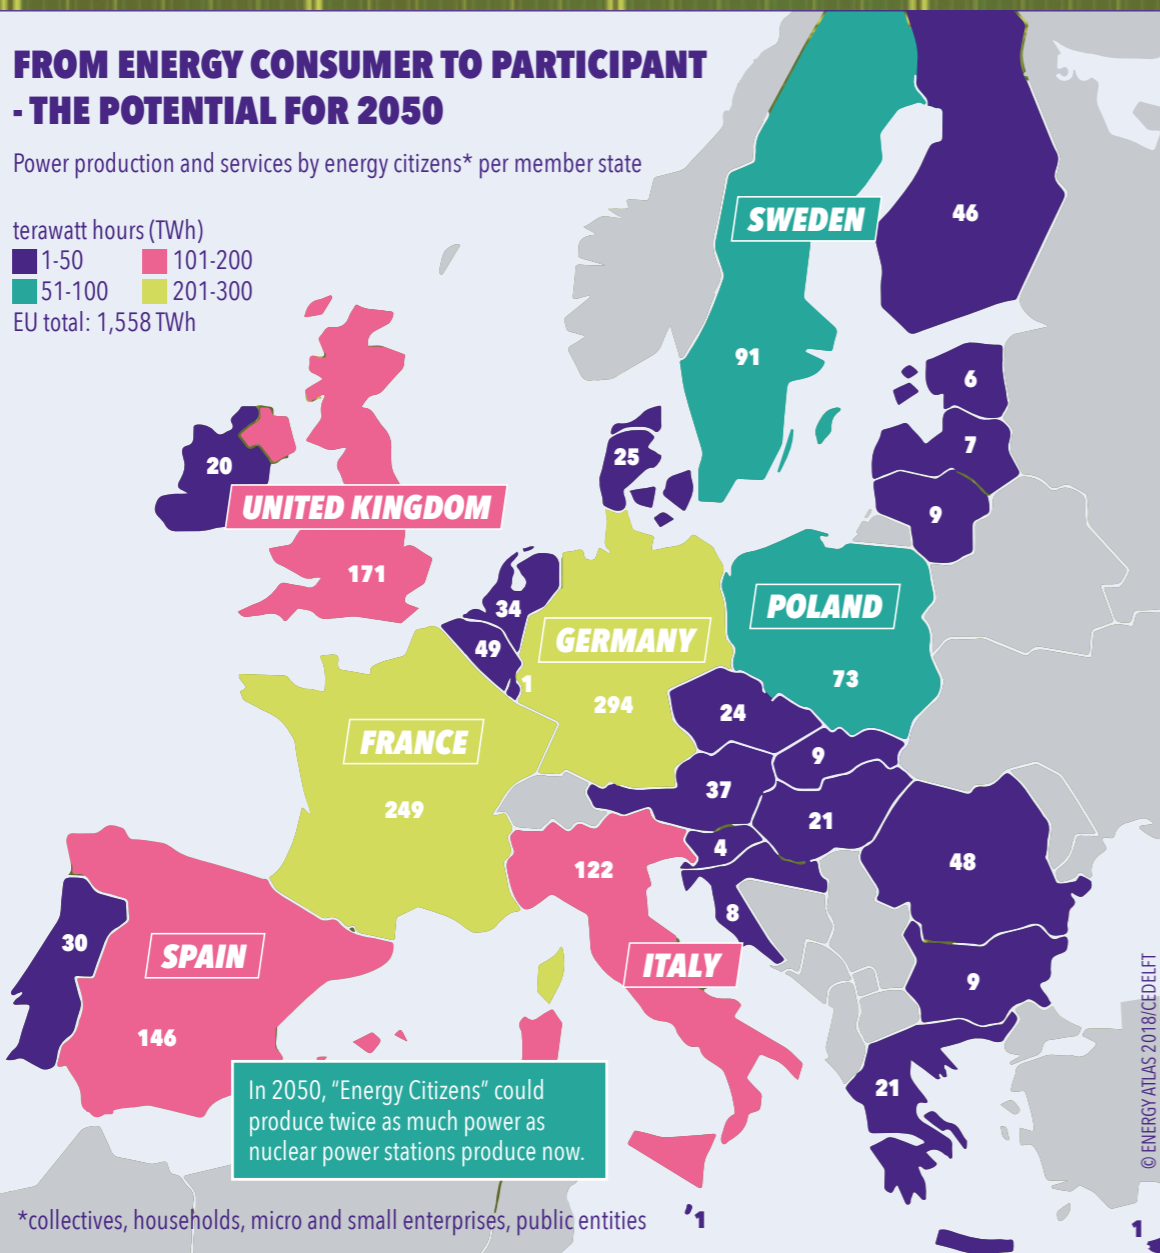 FROM ENERGY CONSUMER TO PARTICIPANT
- THE POTENTIAL FOR 2050
Power production and services by energy citizens* per member state
terawatt hours (TWh)
1-50
101-200
51-100
201-300
EU total: 1,558 TWh
46
SWEDEN
91
6
7
9
25
20
UNITED KINGDOM
171
34
49
1
GERMANY
294
POLAND
73
FRANCE
249
24
9
37
21
4
8
48
9
122
ITALY
30
SPAIN
146
21
In 2050, “Energy Citizens“ could
produce twice as much power as
nuclear power stations produce now.
*collectives, households, micro and small enterprises, public entities
1
1
© ENERGY ATLAS 2018/CEDELFT